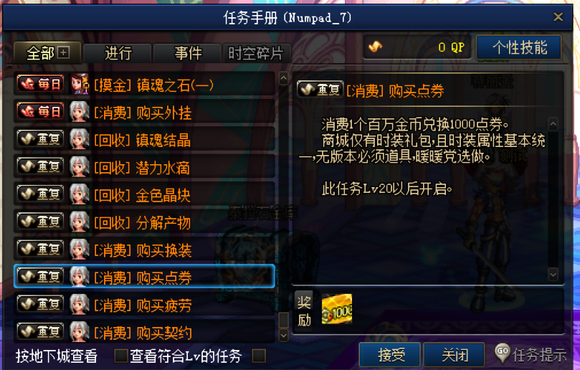 任务手册 (Numpad_7)
全部 进行 事件 时空碎片
0 QP 个性技能
每日 [摸金] 镇魂之石(一)
每日 [消费] 购买外挂
重复 [回收] 镇魂结晶
重复 [回收] 潜力水滴
重复 [回收] 金色晶块
重复 [回收] 分解产物
重复 [消费] 购买换装
重复 [消费] 购买点券
重复 [消费] 购买疲劳
重复 [消费] 购买契约
按地下城查看 查看符合Lv的任务
重复 [消费] 购买点券
消费1个百万金币兑换1000点券。
商城仅有时装礼包,且时装属性基本统
一,无版本必须道具,暖暖党选做。
此任务Lv20以后开启。
奖励
1000
接受 关闭 GO 任务提示